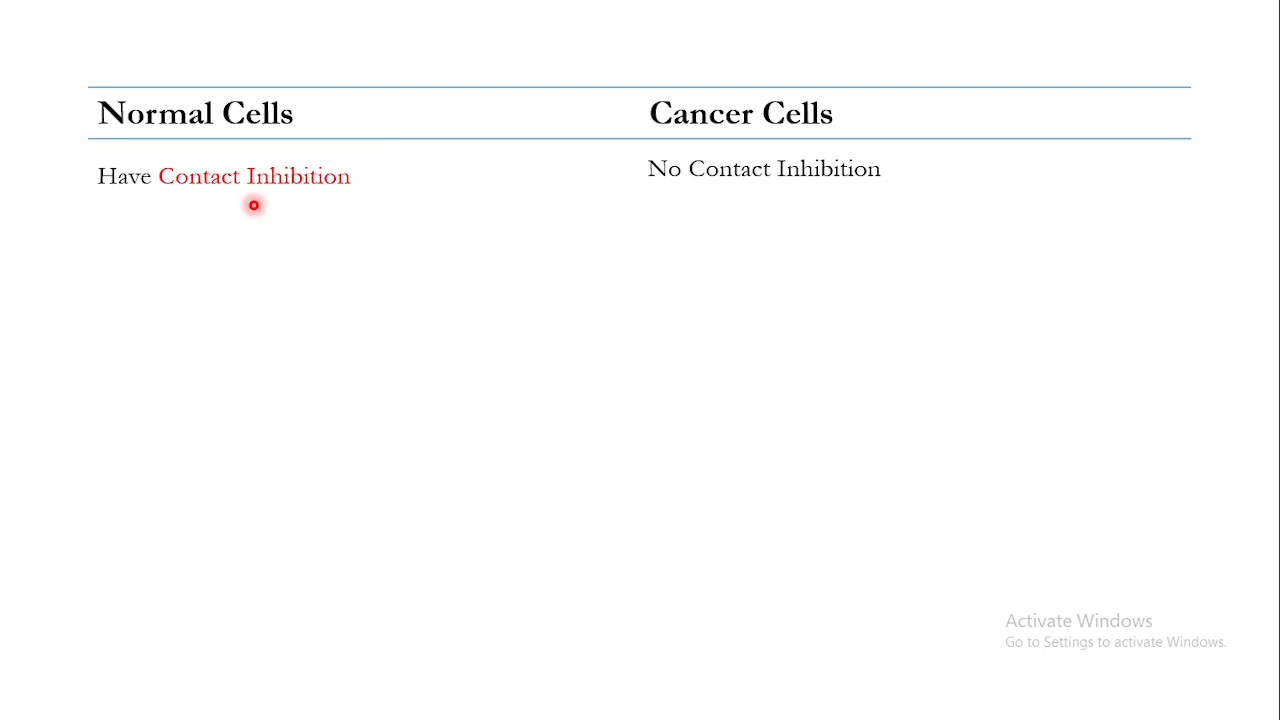 Normal Cells
Cancer Cells
Have Contact Inhibition
No Contact Inhibition
Activate Windows
Go to Settings to activate Windows.